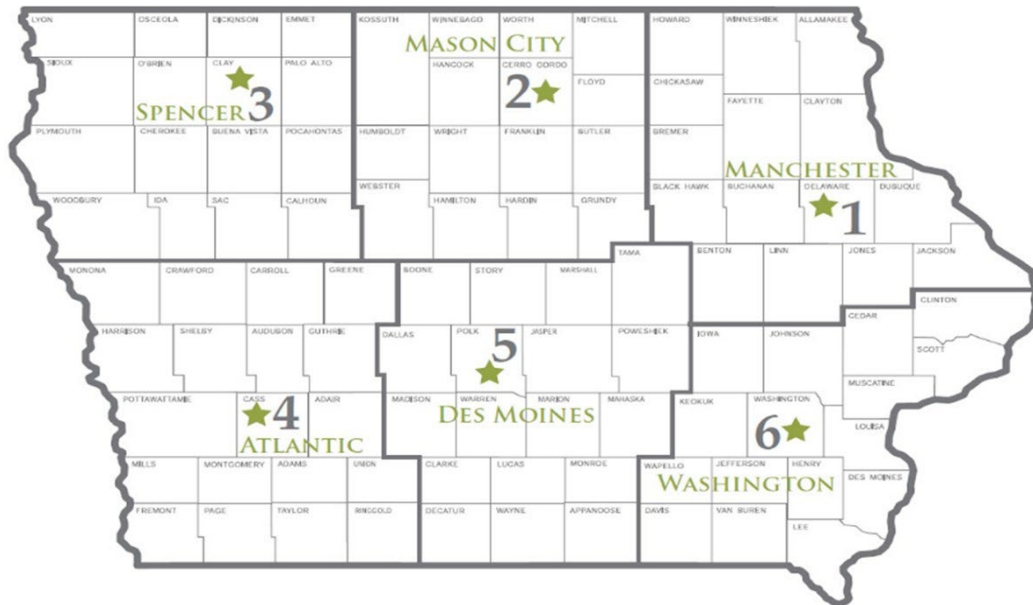 LYON OSCEOLA DICKINSON EMMET KOSSUTH WINNEBAGO WORTH MITCHELL HOWARD WINNESHIEK ALLAMAKEE
MASON CITY
SIOUX O'BRIEN CLAY PALO ALTO HANCOCK CERRO GORDO FLOYD CHICKASAW
SPENCER 3 2
FAYETTE CLAYTON
PLYMOUTH CHEROKEE BUENA VISTA POCAHONTAS HUMBOLDT WRIGHT FRANKLIN BUTLER BREMER
MANCHESTER
WEBSTER BLACK HAWK BUCHANAN DELAWARE DUBUQUE
WOODBURY IDA SAC CALHOUN HAMILTON HARDIN GRUNDY 1
TAMA BENTON LINN JONES JACKSON
MONONA CRAWFORD CARROLL GREENE BOONE STORY MARSHALL
CLINTON
CEDAR
HARRISON SHELBY AUDUBON GUTHRIE DALLAS POLK 5 JASPER POWESHIEK IOWA JOHNSON
SCOTT
MUSCATINE
POTTAWATTAMIE CASS 4 ADAIR MADISON WARREN MARION MAHASKA KEOKUK WASHINGTON
DES MOINES
LOUISA
6
ATLANTIC
MILLS MONTGOMERY ADAMS UNION CLARKE LUCAS MONROE WAPELLO JEFFERSON HENRY
DES MOINES
WASHINGTON
FREMONT PAGE TAYLOR RINGGOLD DECATUR WAYNE APPANOOSE DAVIS VAN BUREN
LEE